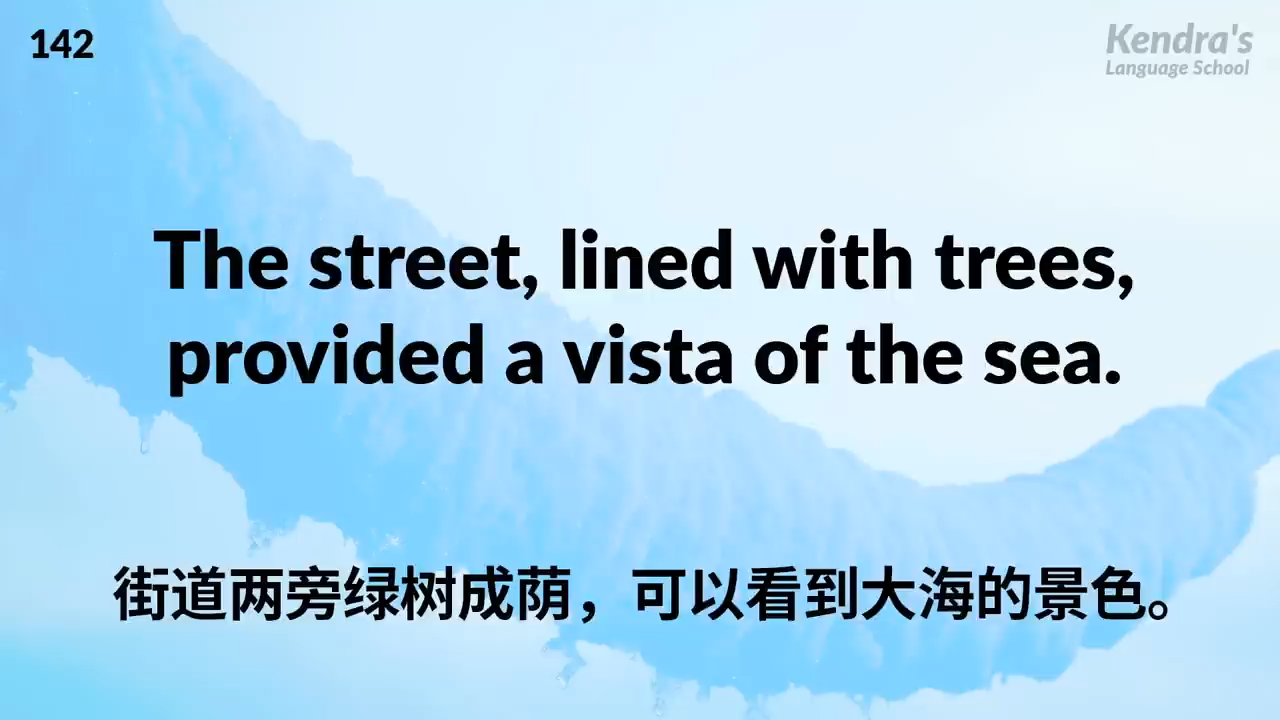 142
Kendra's
Language School
The street, lined with trees,
provided a vista of the sea.
街道两旁绿树成荫，可以看到大海的景色。